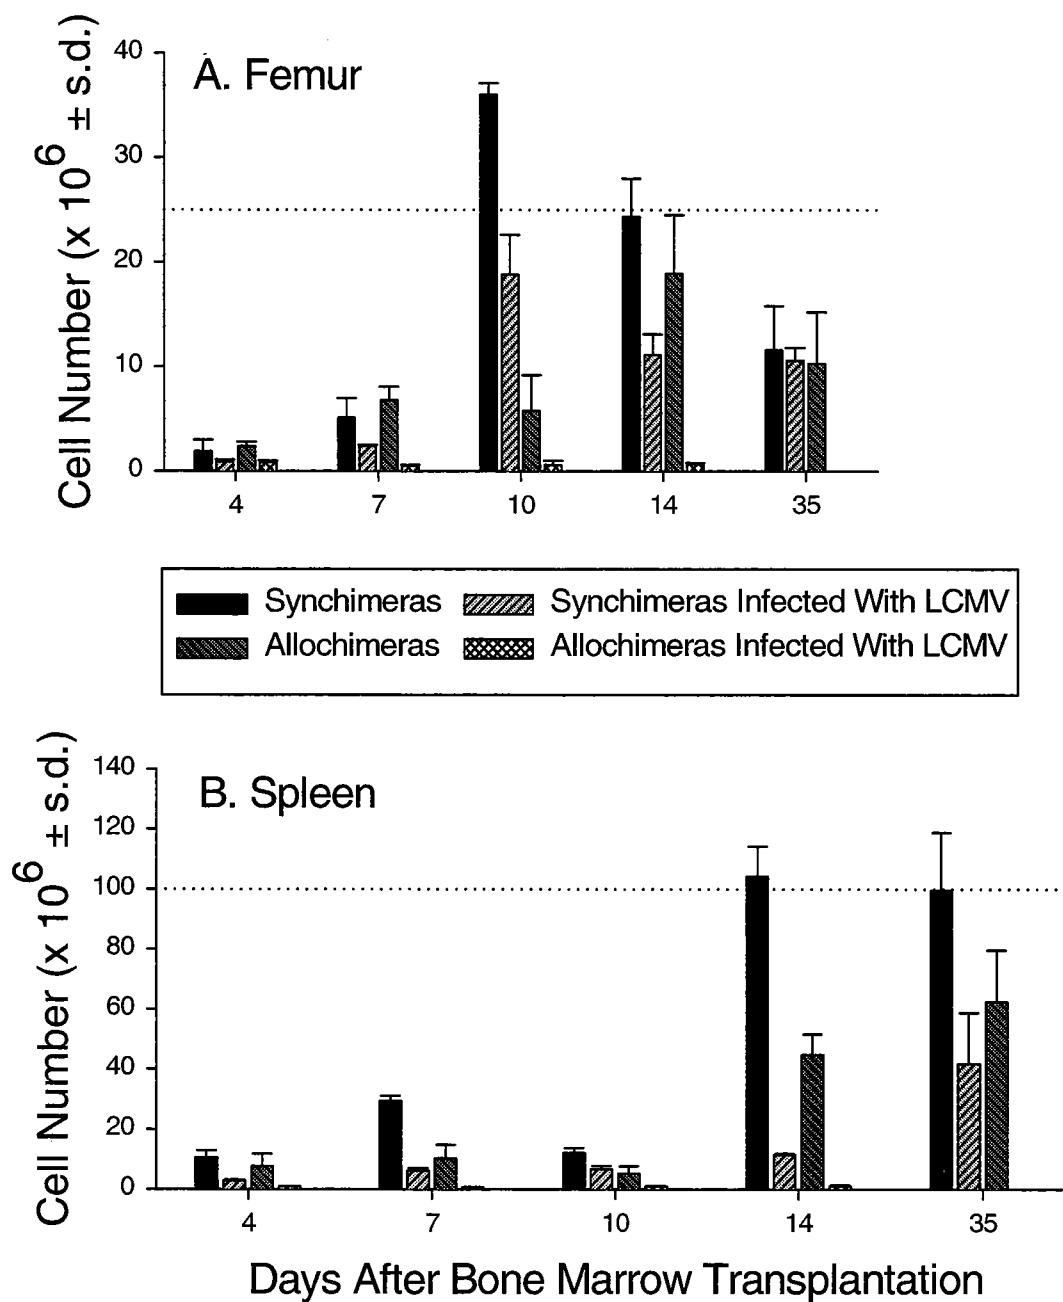 A. Femur
Cell Number (x 10^6 ± s.d.)
40
30
20
10
0
4 7 10 14 35
Synchimeras Synchimeras Infected With LCMV
Allochimeras Allochimeras Infected With LCMV
B. Spleen
Cell Number (x 10^6 ± s.d.)
140
120
100
80
60
40
20
0
4 7 10 14 35
Days After Bone Marrow Transplantation